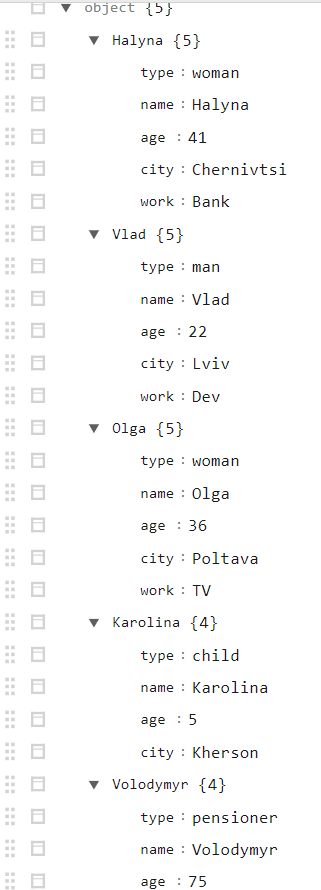 object {5}
Halyna {5}
type : woman
name : Halyna
age : 41
city : Chernivtsi
work : Bank
Vlad {5}
type : man
name : Vlad
age : 22
city : Lviv
work : Dev
Olga {5}
type : woman
name : Olga
age : 36
city : Poltava
work : TV
Karolina {4}
type : child
name : Karolina
age : 5
city : Kherson
Volodymyr {4}
type : pensioner
name : Volodymyr
age : 75